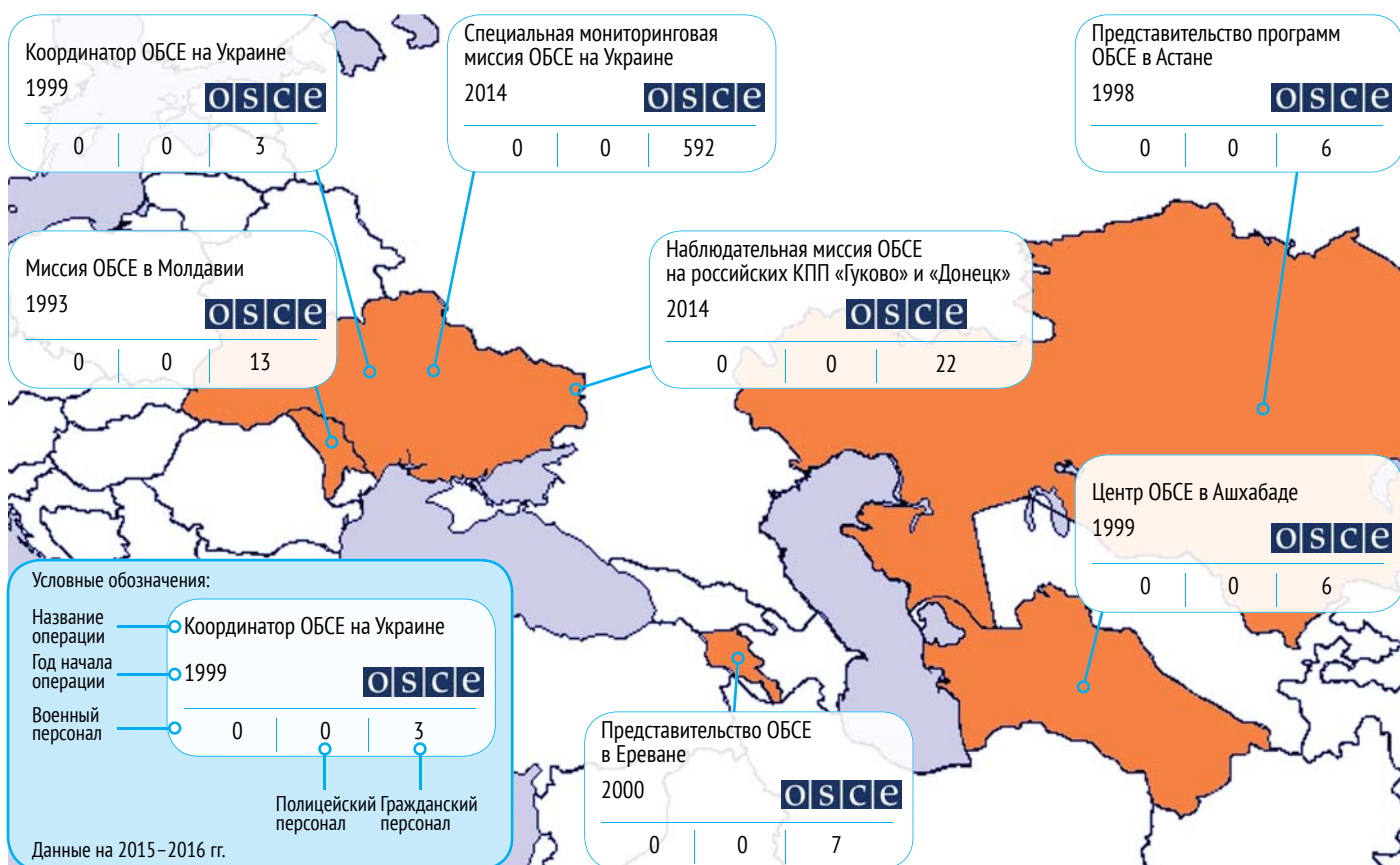 Координатор ОБСЕ на Украине
1999
osce
0 0 3
Специальная мониторинговая
миссия ОБСЕ на Украине
2014
osce
0 0 592
Представительство программ
ОБСЕ в Астане
1998
osce
0 0 6
Миссия ОБСЕ в Молдавии
1993
osce
0 0 13
Наблюдательная миссия ОБСЕ
на российских КПП «Гуково» и «Донецк»
2014
osce
0 0 22
Центр ОБСЕ в Ашхабаде
1999
osce
0 0 6
Представительство ОБСЕ
в Ереване
2000
osce
0 0 7
Условные обозначения:
Название
операции
Координатор ОБСЕ на Украине
Год начала
операции
1999
osce
Военный
персонал
0 0 3
Полицейский
персонал
Гражданский
персонал
Данные на 2015–2016 гг.